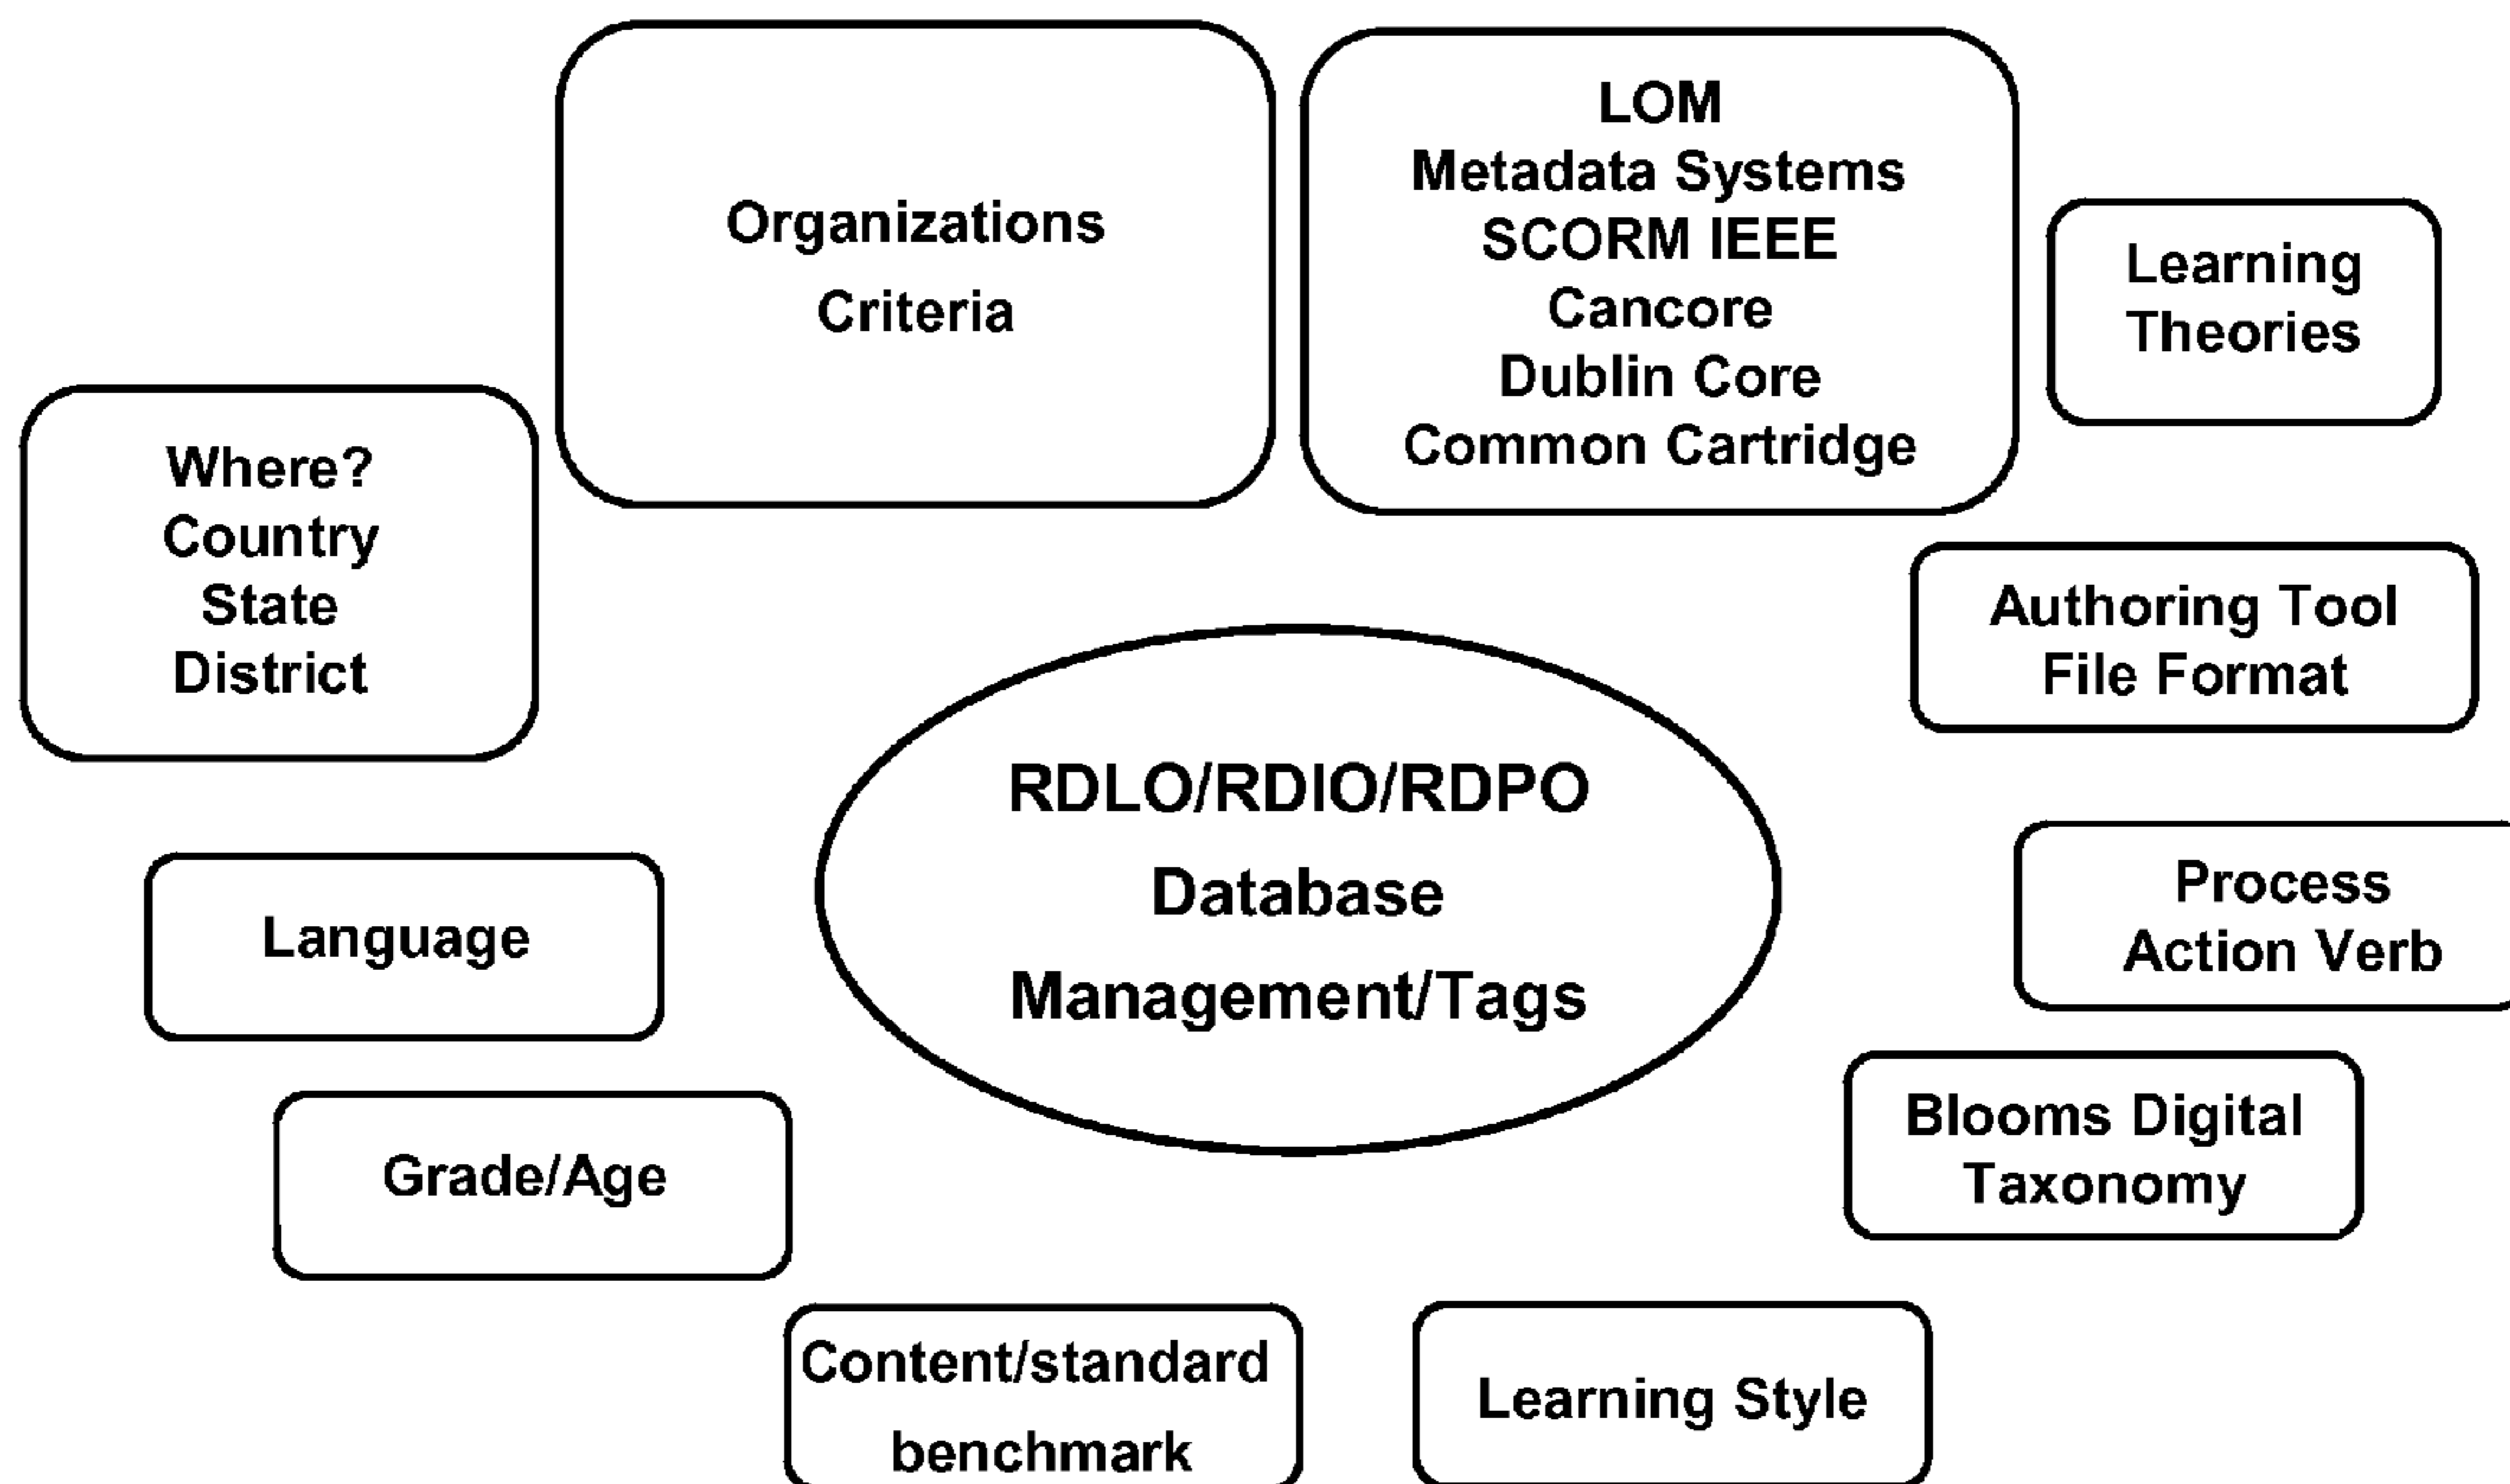 Organizations
Criteria
LOM
Metadata Systems
SCORM IEEE
Cancore
Dublin Core
Common Cartridge
Learning
Theories
Where?
Country
State
District
Authoring Tool
File Format
RDLO/RDIO/RDPO
Database
Management/Tags
Process
Action Verb
Language
Blooms Digital
Taxonomy
Grade/Age
Content/standard
benchmark
Learning Style